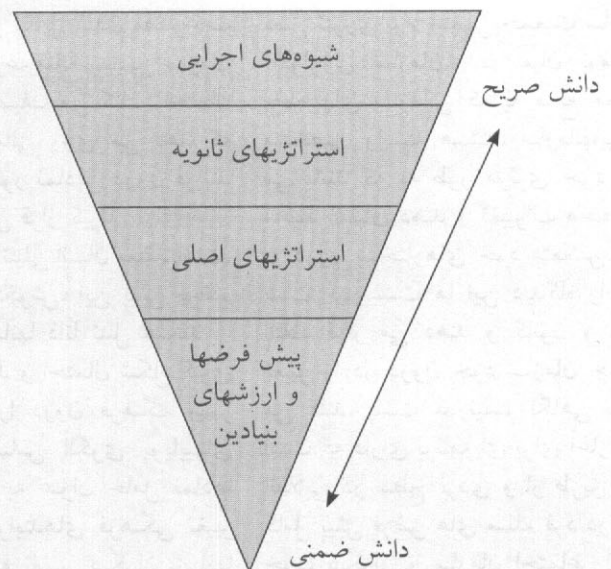 شیوه‌های اجرایی
دانش صریح
استراتژیهای ثانویه
استراتژیهای اصلی
پیش فرضها
و ارزشهای
بنیادین
دانش ضمنی